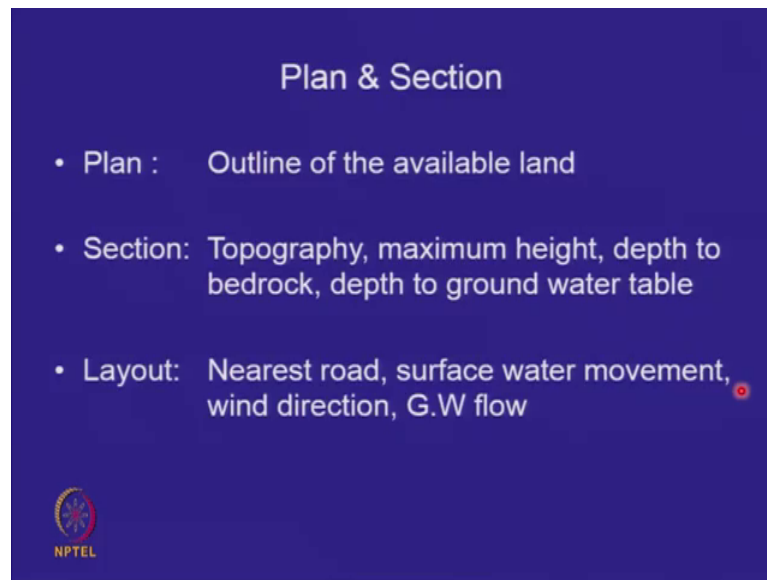 Plan & Section
• Plan : Outline of the available land
• Section: Topography, maximum height, depth to
bedrock, depth to ground water table
• Layout: Nearest road, surface water movement,
wind direction, G.W flow
NPTEL